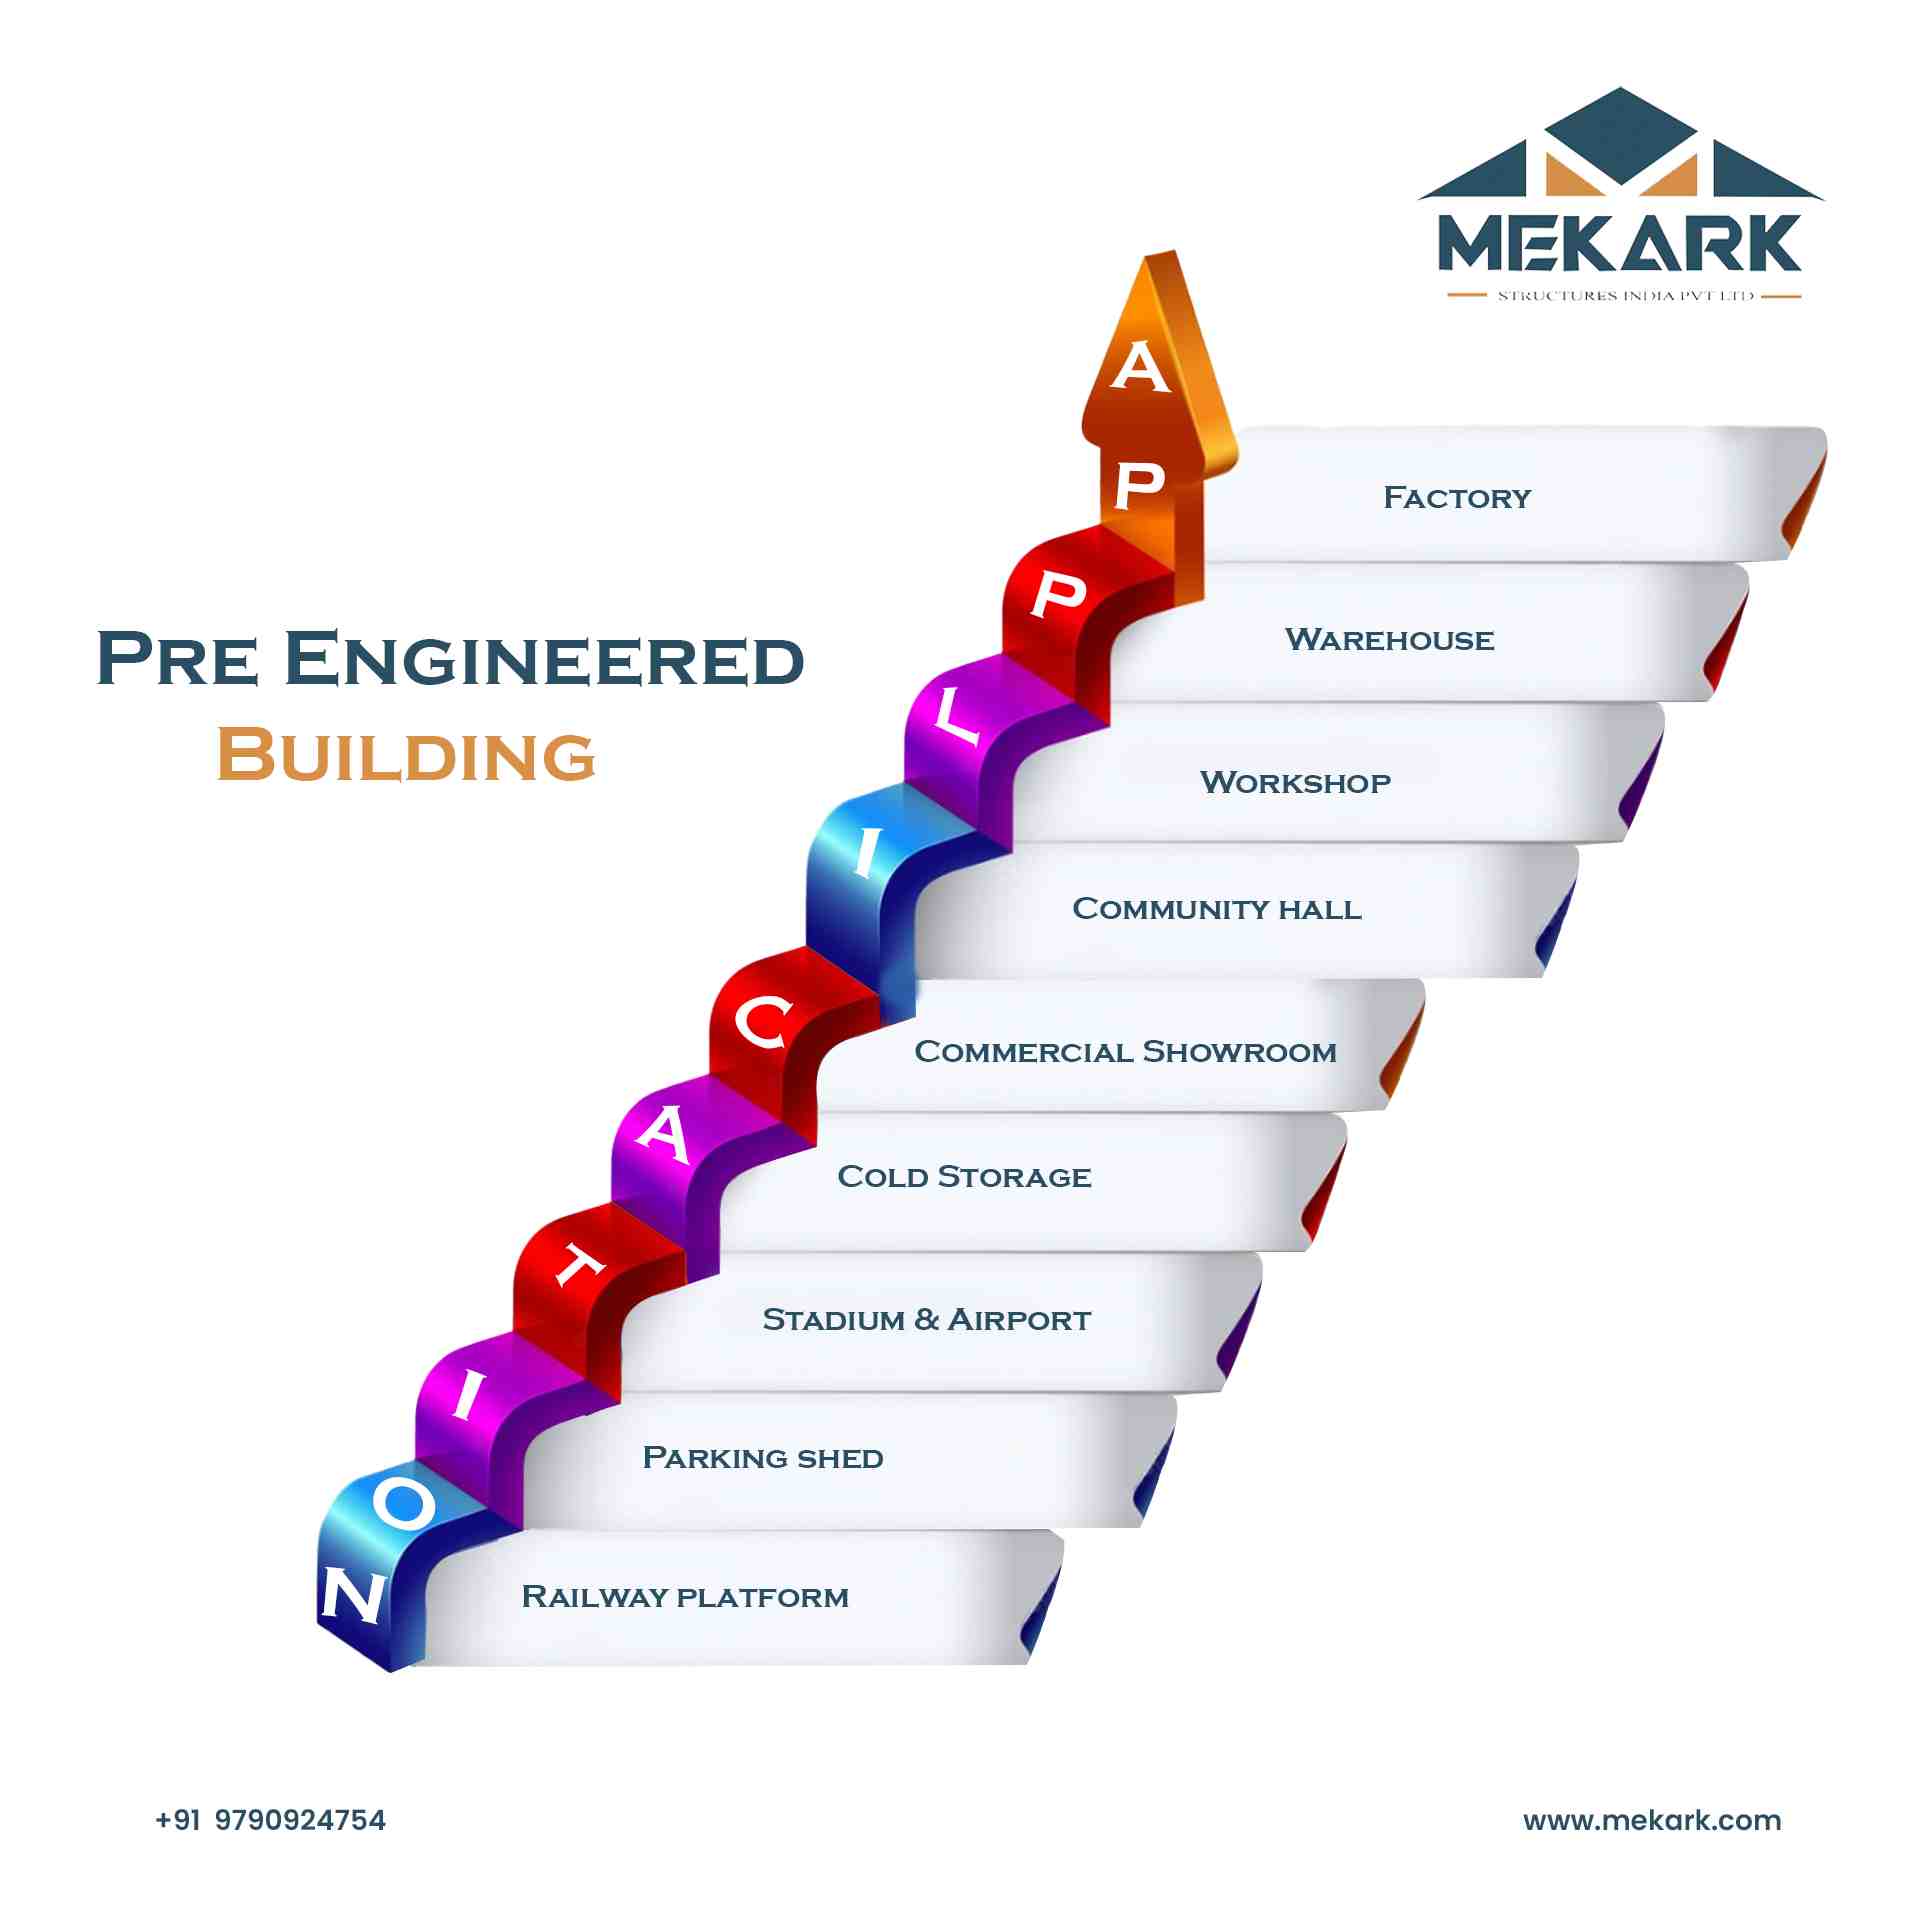 MEKARK
STRUCTURES INDIA PVT LTD
PRE ENGINEERED
BUILDING
A
P
P
L
I
C
A
T
I
O
N
FACTORY
WAREHOUSE
WORKSHOP
COMMUNITY HALL
COMMERCIAL SHOWROOM
COLD STORAGE
STADIUM & AIRPORT
PARKING SHED
RAILWAY PLATFORM
+91 9790924754
www.mekark.com